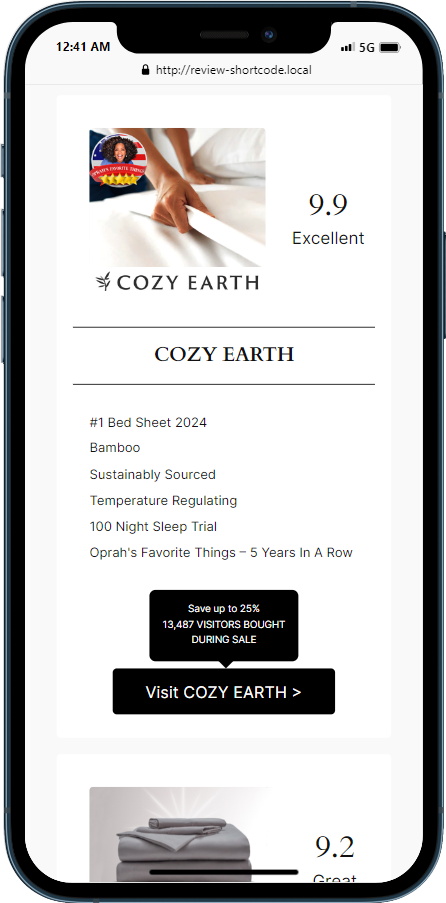 12:41 AM
5G
http://review-shortcode.local
OPRAH'S FAVORITE THINGS
COZY EARTH
9.9
Excellent
COZY EARTH
#1 Bed Sheet 2024
Bamboo
Sustainably Sourced
Temperature Regulating
100 Night Sleep Trial
Oprah's Favorite Things – 5 Years In A Row
Save up to 25%
13,487 VISITORS BOUGHT
DURING SALE
Visit COZY EARTH >
9.2
Great